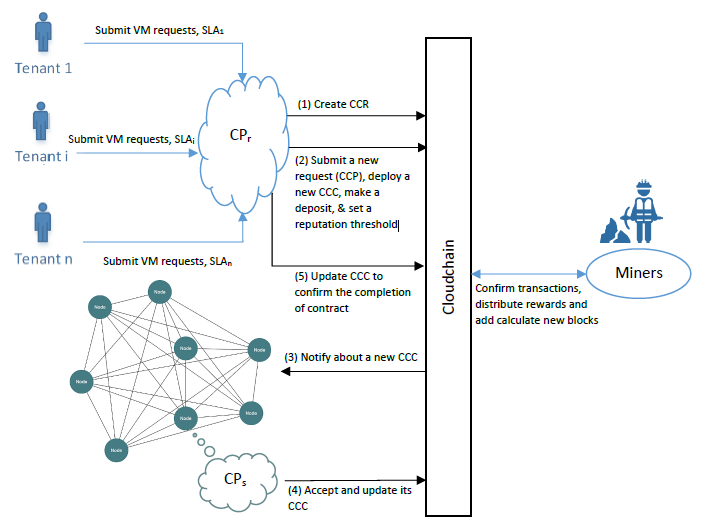 Submit VM requests, SLA₁
Tenant 1
(1) Create CCR
CPᵣ
Submit VM requests, SLAᵢ
Tenant i
(2) Submit a new
request (CCP), deploy a
new CCC, make a
deposit, & set a
reputation threshold
Tenant n
Submit VM requests, SLAₙ
(5) Update CCC to
confirm the completion
of contract
Cloudchain
Miners
Confirm transactions,
distribute rewards and
add calculate new blocks
Node
Node
Node
Node
Node
Node
Node
Node
(3) Notify about a new CCC
CPₛ
(4) Accept and update its
CCC